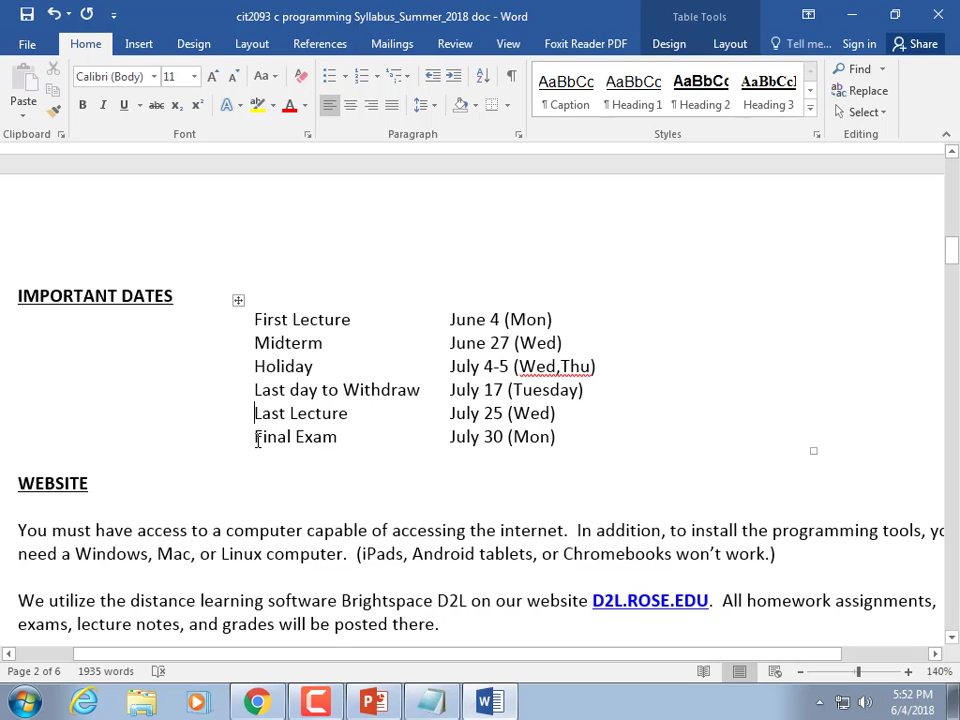 cit2093 c programming Syllabus_Summer_2018 doc - Word
Table Tools
File Home Insert Design Layout References Mailings Review View Foxit Reader PDF Design Layout Tell me... Sign in Share
Paste
Calibri (Body) 11
B I U abc X₂ X² A A
Aa
AaBbCc AaBbCc AaBbCc AaBbCc
¶ Caption ¶ Heading 1 ¶ Heading 2 Heading 3
Find
Replace
Select
Clipboard Font Paragraph Styles Editing
IMPORTANT DATES
First Lecture June 4 (Mon)
Midterm June 27 (Wed)
Holiday July 4-5 (Wed,Thu)
Last day to Withdraw July 17 (Tuesday)
Last Lecture July 25 (Wed)
Final Exam July 30 (Mon)
WEBSITE
You must have access to a computer capable of accessing the internet.  In addition, to install the programming tools, yo
need a Windows, Mac, or Linux computer.  (iPads, Android tablets, or Chromebooks won’t work.)
We utilize the distance learning software Brightspace D2L on our website D2L.ROSE.EDU.  All homework assignments,
exams, lecture notes, and grades will be posted there.
Page 2 of 6 1935 words 140%
5:52 PM
6/4/2018